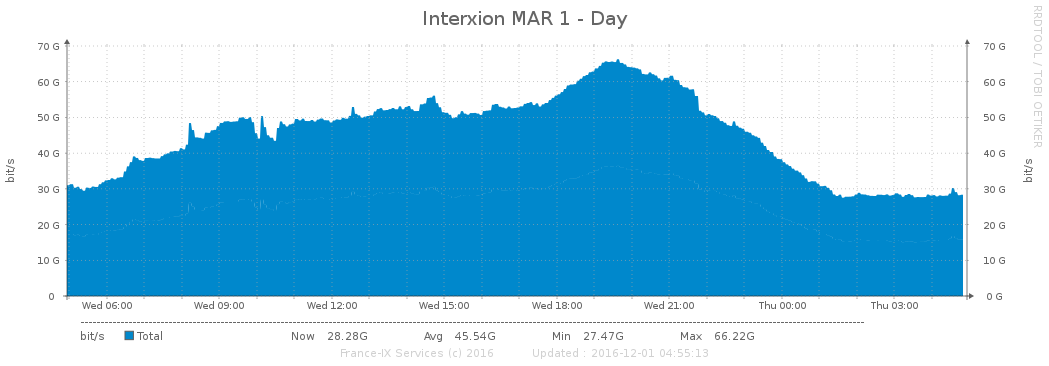 Interxion MAR 1 - Day
RRDTOOL / TOBI OETIKER
70 G 70 G
60 G 60 G
50 G 50 G
40 G 40 G
30 G 30 G
20 G 20 G
10 G 10 G
0 0 G
bit/s bit/s
Wed 06:00 Wed 09:00 Wed 12:00 Wed 15:00 Wed 18:00 Wed 21:00 Thu 00:00 Thu 03:00
bit/s Total Now 28.28G Avg 45.54G Min 27.47G Max 66.22G
France-IX Services (c) 2016 Updated : 2016-12-01 04:55:13